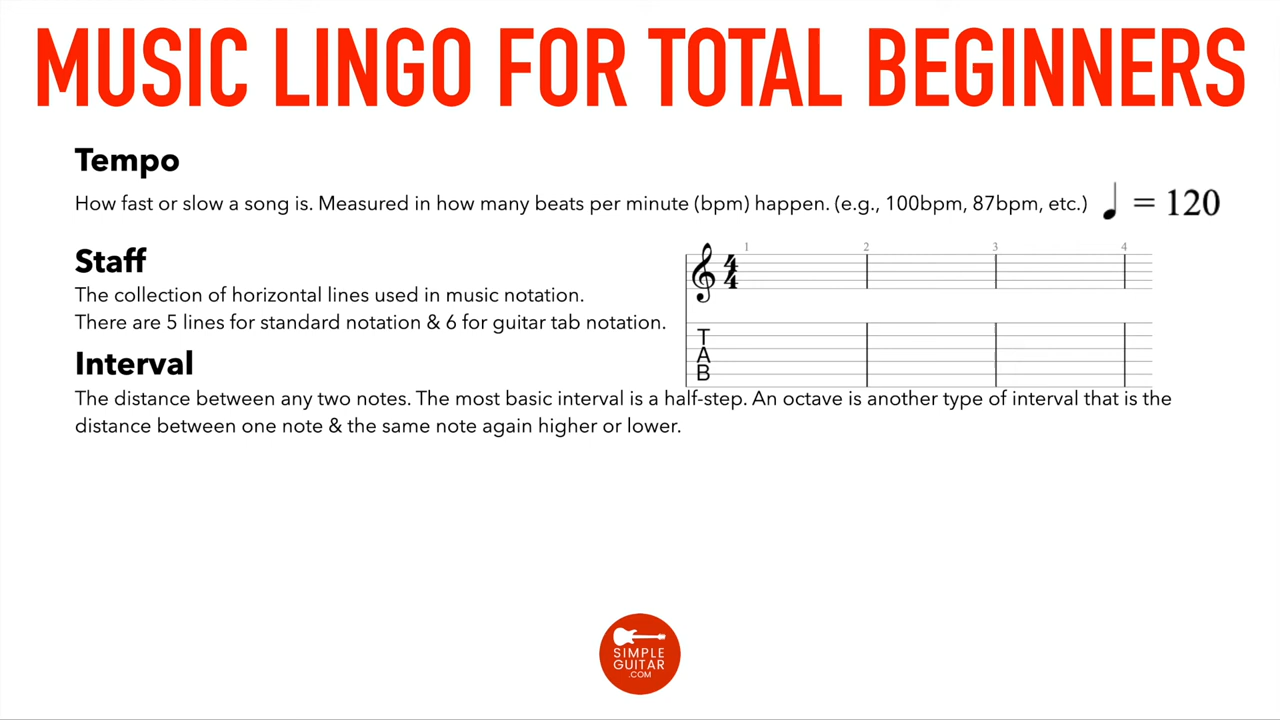 MUSIC LINGO FOR TOTAL BEGINNERS
Tempo
How fast or slow a song is. Measured in how many beats per minute (bpm) happen. (e.g., 100bpm, 87bpm, etc.)
♩ = 120
Staff
The collection of horizontal lines used in music notation.
There are 5 lines for standard notation & 6 for guitar tab notation.
1 2 3 4
4
4
T
A
B
Interval
The distance between any two notes. The most basic interval is a half-step. An octave is another type of interval that is the
distance between one note & the same note again higher or lower.
SIMPLE
GUITAR
.COM